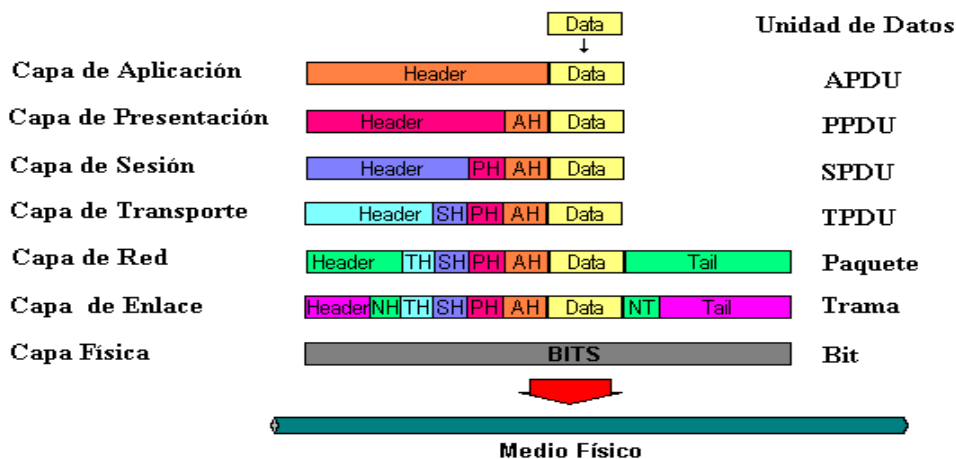 Data Unidad de Datos
↓
Capa de Aplicación Header Data APDU
Capa de Presentación Header AH Data PPDU
Capa de Sesión Header PH AH Data SPDU
Capa de Transporte Header SH PH AH Data TPDU
Capa de Red Header TH SH PH AH Data Tail Paquete
Capa de Enlace Header NH TH SH PH AH Data NT Tail Trama
Capa Física BITS Bit
Medio Físico